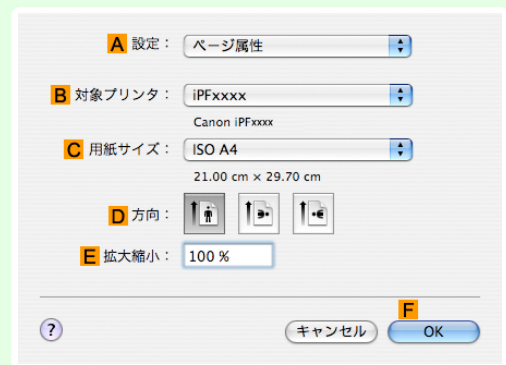 A 設定： ページ属性
B 対象プリンタ： iPFxxxx
Canon iPFxxxx
C 用紙サイズ： ISO A4
21.00 cm × 29.70 cm
D 方向：
E 拡大縮小： 100 %
F
? キャンセル OK